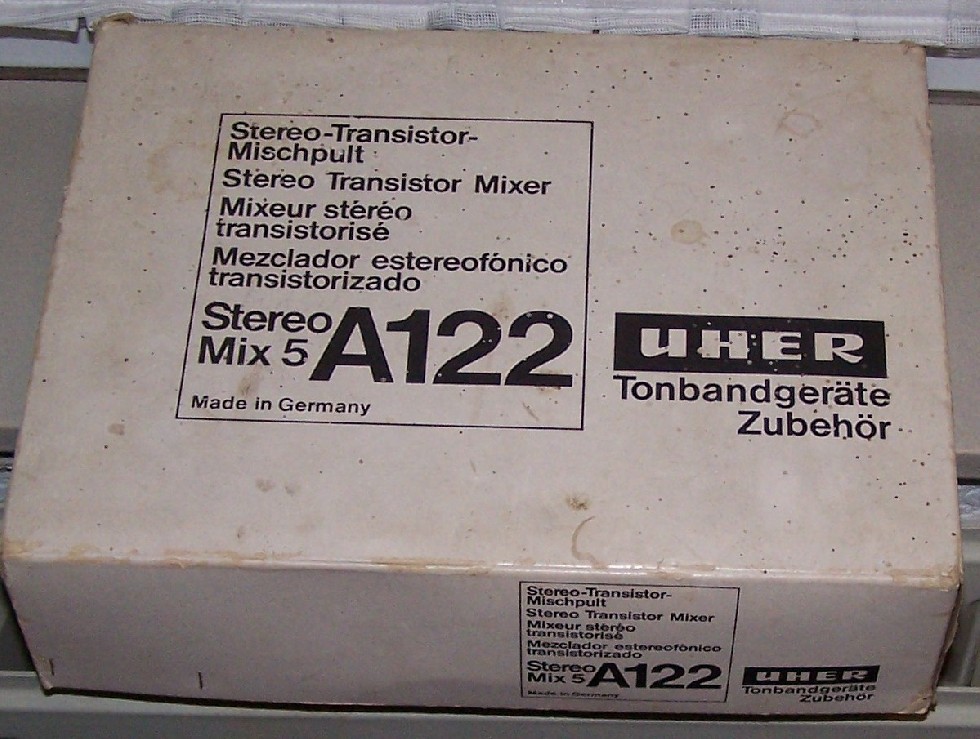 Stereo-Transistor-
Mischpult
Stereo Transistor Mixer
Mixeur stéréo
transistorisé
Mezclador estereofónico
transistorizado
Stereo
Mix 5 A122
Made in Germany
UHER
Tonbandgeräte
Zubehör
Stereo-Transistor-
Mischpult
Stereo Transistor Mixer
Mixeur stéréo
transistorisé
Mezclador estereofónico
transistorizado
Stereo
Mix 5 A122
Made in Germany
UHER
Tonbandgeräte
Zubehör